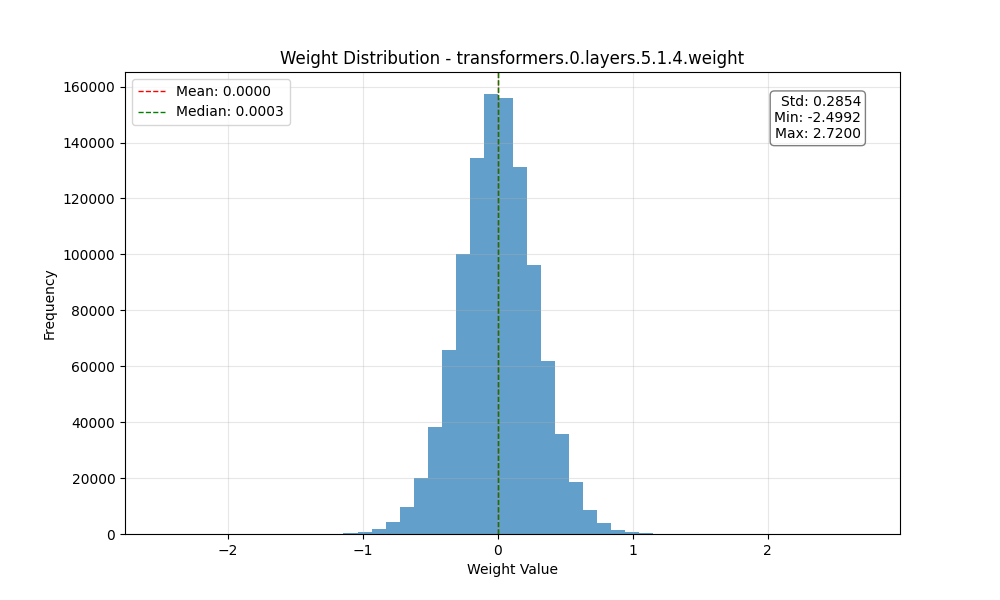 Weight Distribution - transformers.0.layers.5.1.4.weight
Mean: 0.0000
Median: 0.0003
Std: 0.2854
Min: -2.4992
Max: 2.7200
160000
140000
120000
100000
80000
60000
40000
20000
0
Frequency
−2
−1
0
1
2
Weight Value